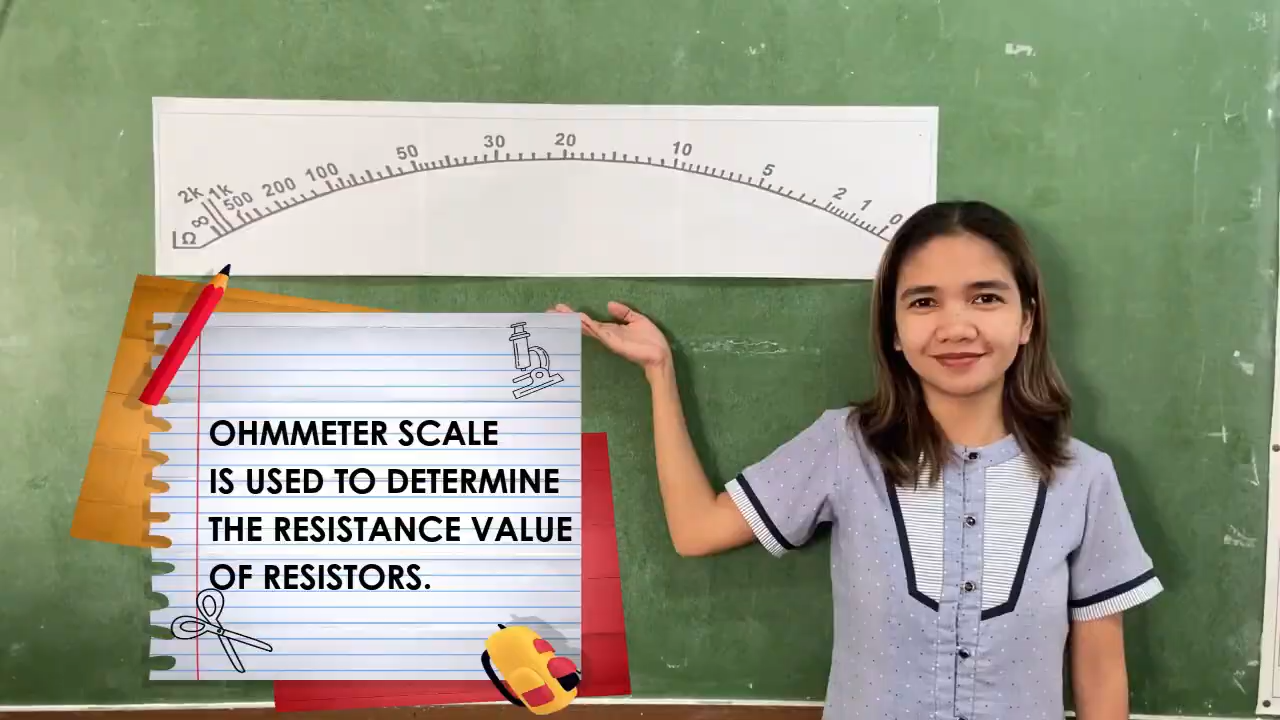 2k 1k
∞ 500 200 100 50 30 20 10 5 2 1 0
Ω
OHMMETER SCALE
IS USED TO DETERMINE
THE RESISTANCE VALUE
OF RESISTORS.